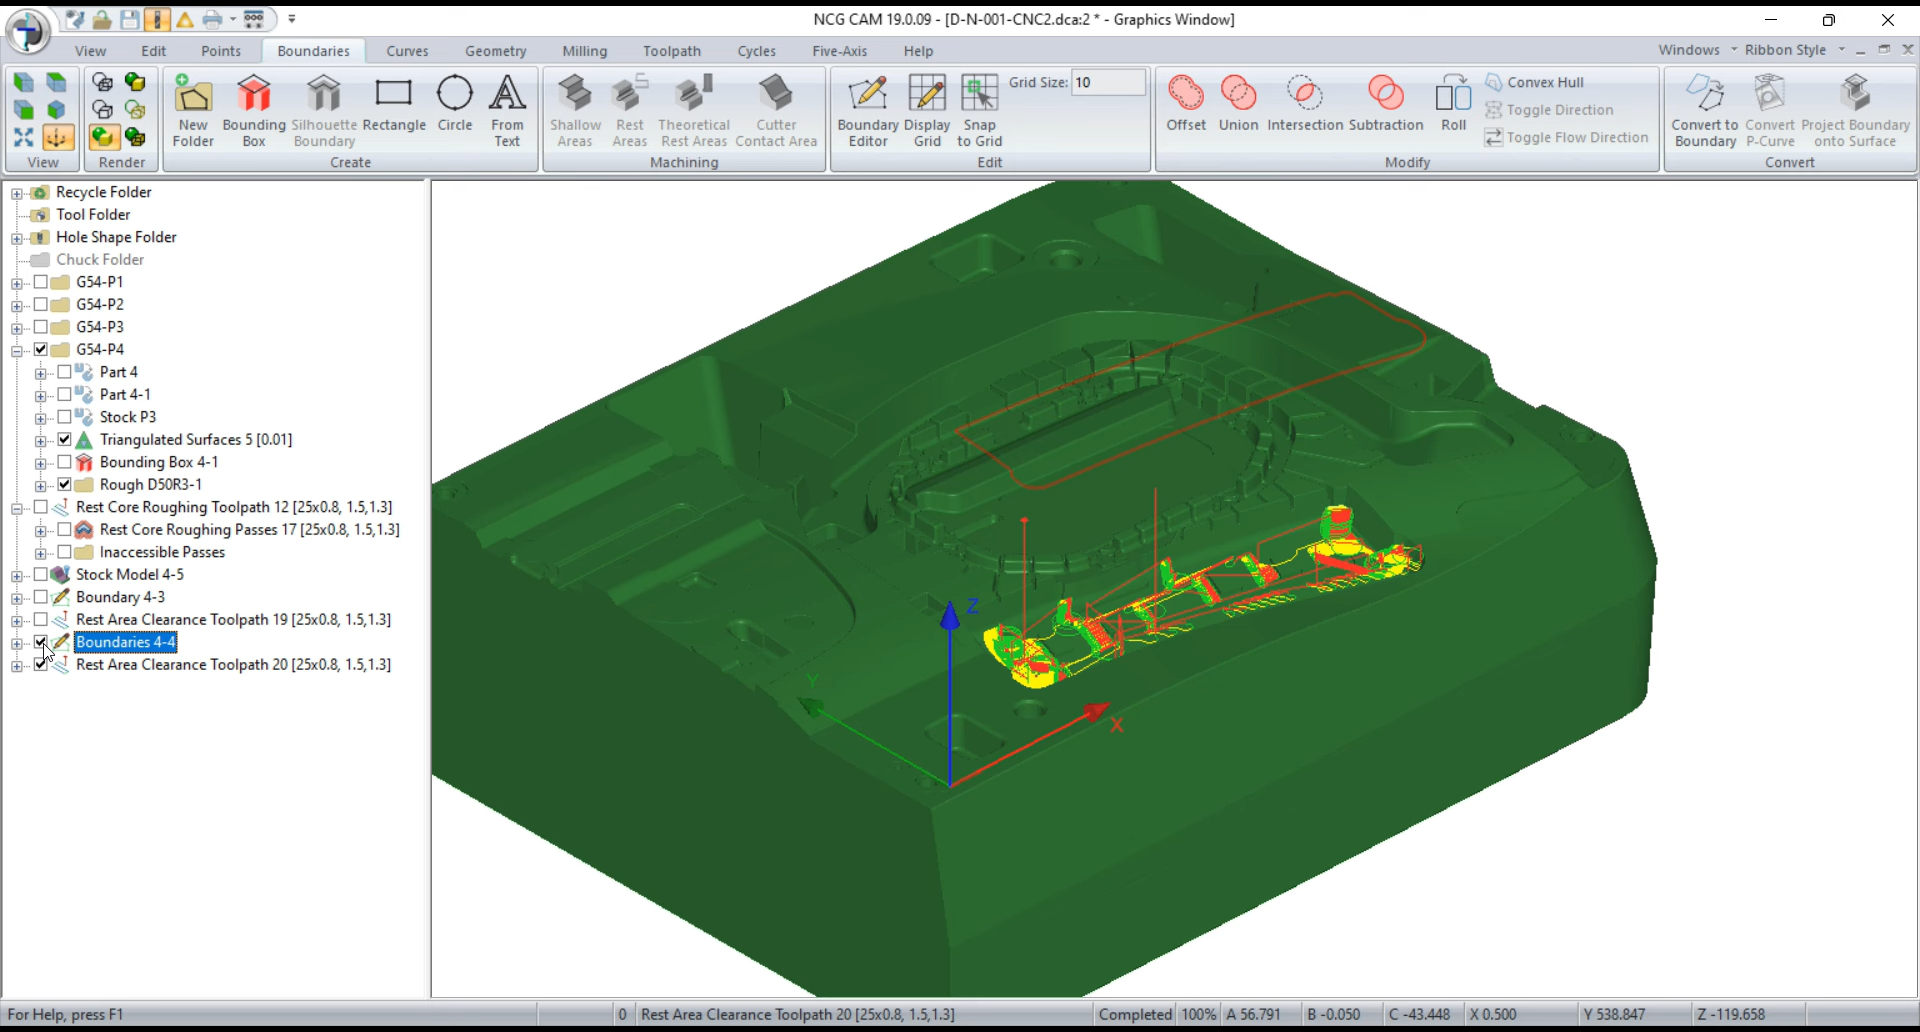 NCG CAM 19.0.09 - [D-N-001-CNC2.dca:2 * - Graphics Window]
View Edit Points Boundaries Curves Geometry Milling Toolpath Cycles Five-Axis Help Windows Ribbon Style
View
Render
New Folder
Bounding Box
Silhouette Boundary
Rectangle
Circle
From Text
Create
Shallow Areas
Rest Areas
Theoretical Rest Areas
Cutter Contact Area
Machining
Boundary Editor
Display Grid
Snap to Grid
Grid Size: 10
Edit
Offset
Union
Intersection
Subtraction
Roll
Convex Hull
Toggle Direction
Toggle Flow Direction
Modify
Convert to Boundary
Convert P-Curve
Project Boundary onto Surface
Convert
Recycle Folder
Tool Folder
Hole Shape Folder
Chuck Folder
G54-P1
G54-P2
G54-P3
G54-P4
Part 4
Part 4-1
Stock P3
Triangulated Surfaces 5 [0.01]
Bounding Box 4-1
Rough D50R3-1
Rest Core Roughing Toolpath 12 [25x0.8, 1.5,1.3]
Rest Core Roughing Passes 17 [25x0.8, 1.5,1.3]
Inaccessible Passes
Stock Model 4-5
Boundary 4-3
Rest Area Clearance Toolpath 19 [25x0.8, 1.5,1.3]
Boundaries 4-4
Rest Area Clearance Toolpath 20 [25x0.8, 1.5,1.3]
Z
Y
X
For Help, press F1
0 Rest Area Clearance Toolpath 20 [25x0.8, 1.5,1.3]
Completed 100% A 56.791 B -0.050 C -43.448 X 0.500 Y 538.847 Z -119.658